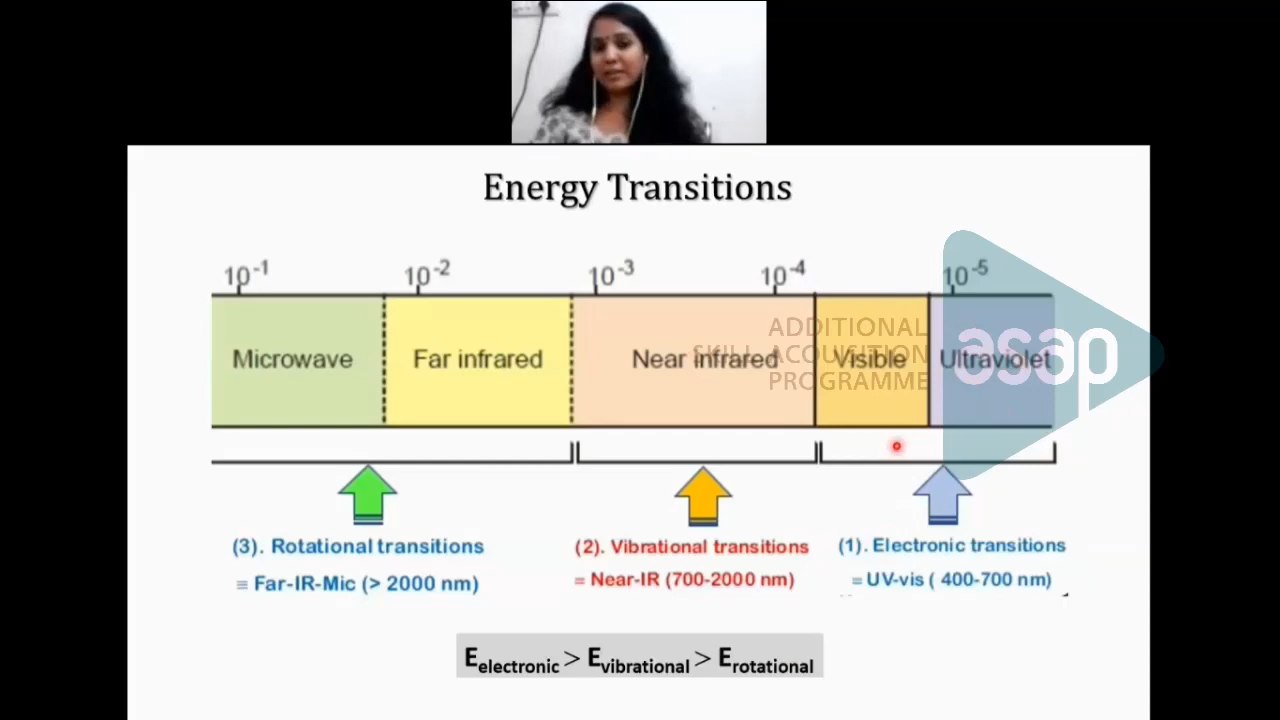 Energy Transitions
10⁻¹ 10⁻² 10⁻³ 10⁻⁴ 10⁻⁵
Microwave Far infrared Near infrared Visible Ultraviolet
ADDITIONAL
SKILL ACQUISITION
PROGRAMME
asap
(3). Rotational transitions
≡ Far-IR-Mic (> 2000 nm)
(2). Vibrational transitions
= Near-IR (700-2000 nm)
(1). Electronic transitions
= UV-vis ( 400-700 nm)
E electronic > E vibrational > E rotational